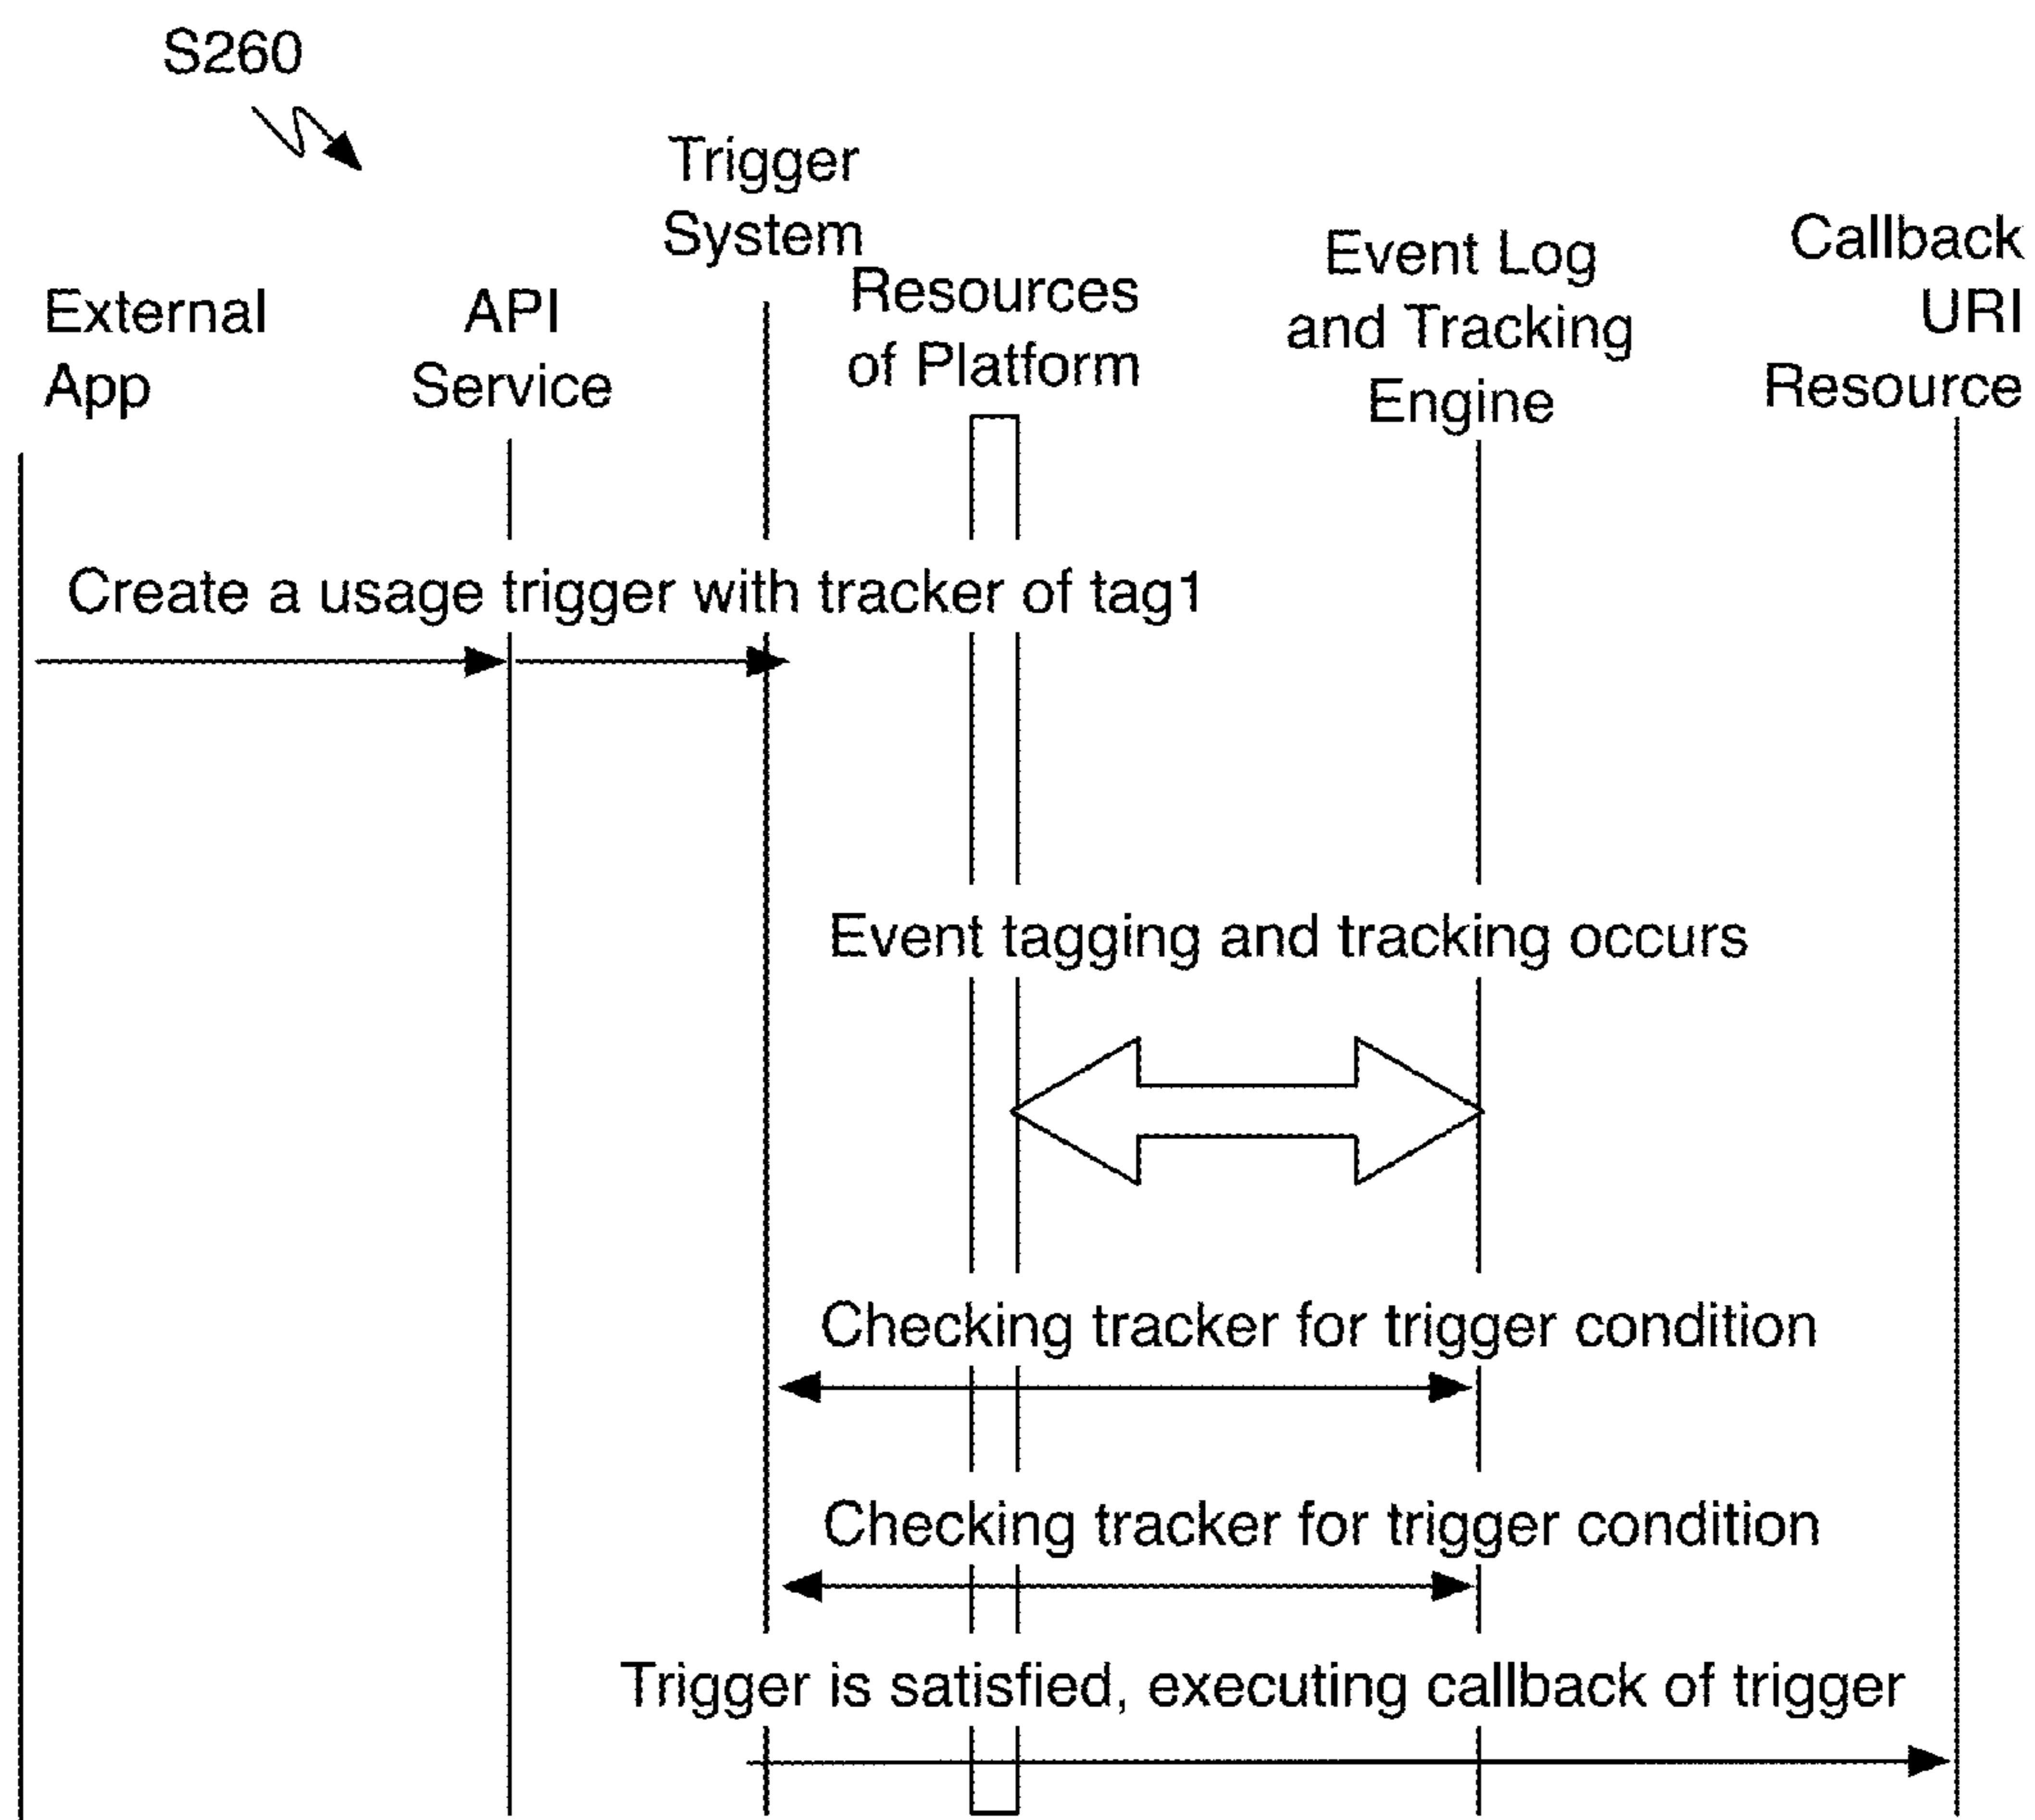 S260
Trigger
System
External
App
API
Service
Resources
of Platform
Event Log
and Tracking
Engine
Callback
URI
Resource
Create a usage trigger with tracker of tag1
Event tagging and tracking occurs
Checking tracker for trigger condition
Checking tracker for trigger condition
Trigger is satisfied, executing callback of trigger